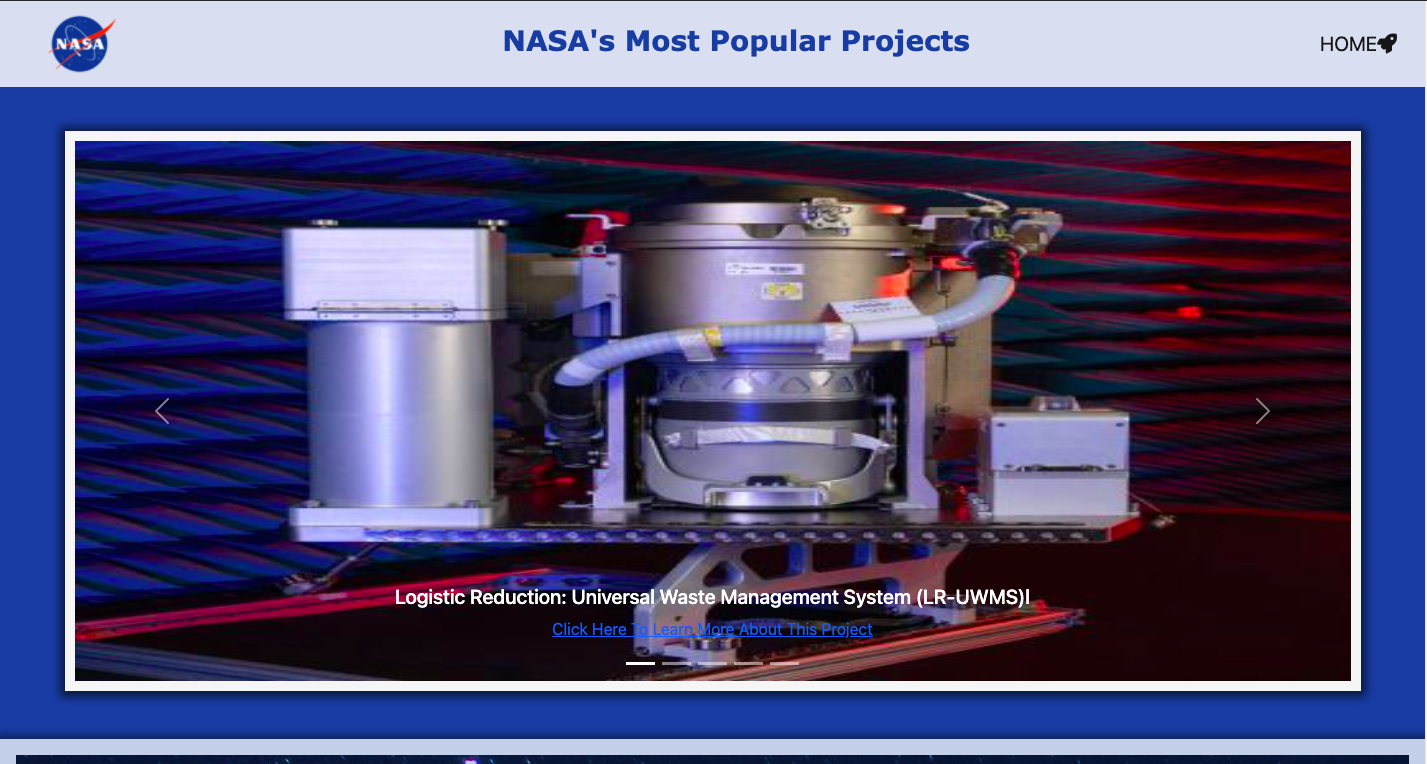 NASA
NASA's Most Popular Projects
HOME
Logistic Reduction: Universal Waste Management System (LR-UWMS)l
Click Here To Learn More About This Project